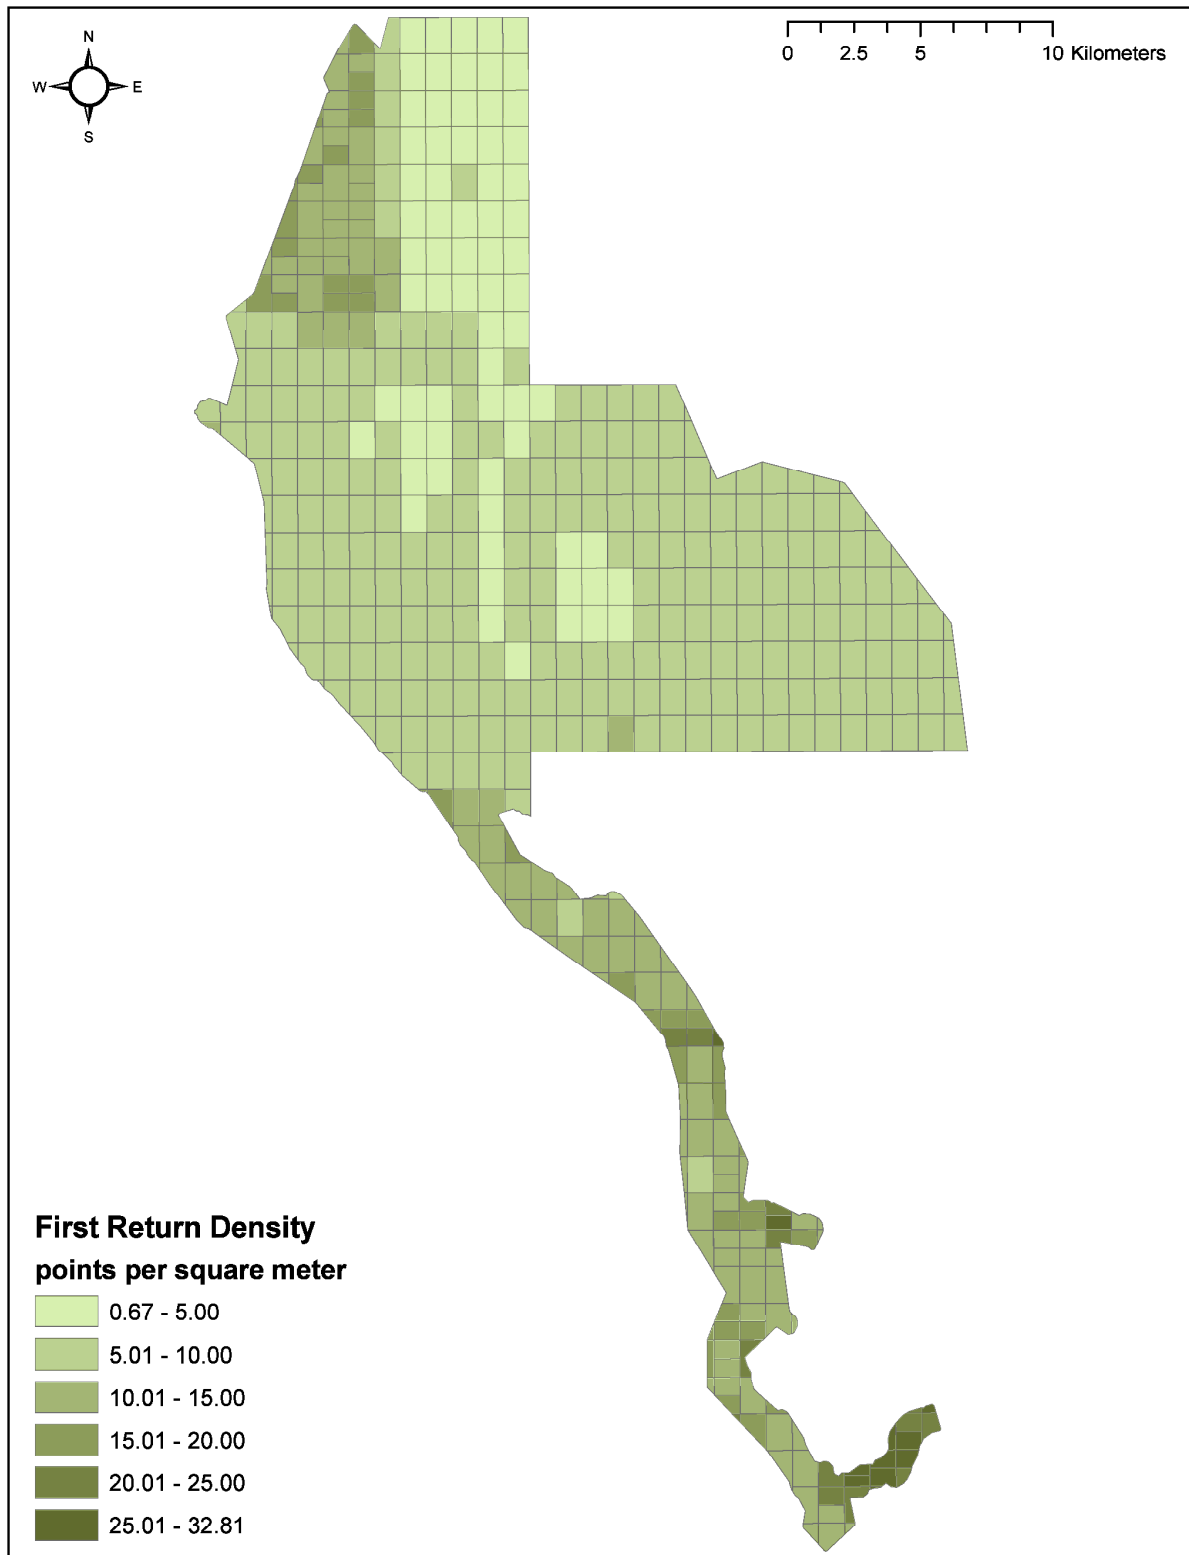 N
W E
S
0 2.5 5 10 Kilometers
First Return Density
points per square meter
0.67 - 5.00
5.01 - 10.00
10.01 - 15.00
15.01 - 20.00
20.01 - 25.00
25.01 - 32.81